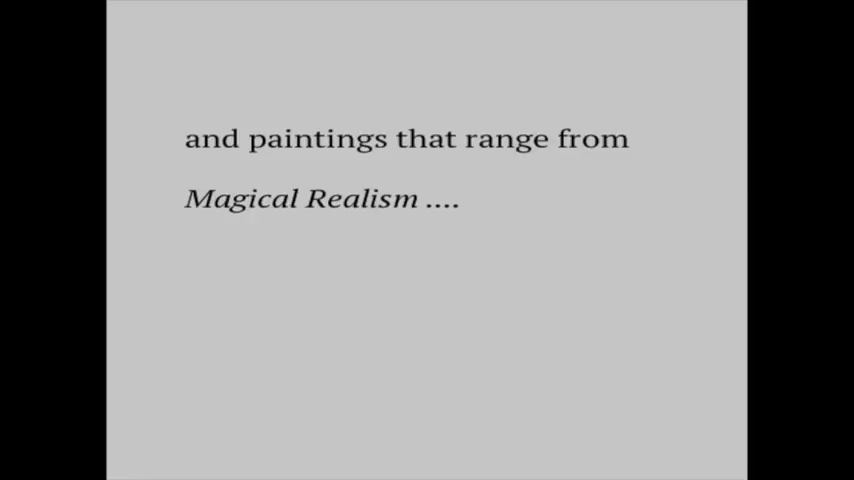 and paintings that range from
Magical Realism ....